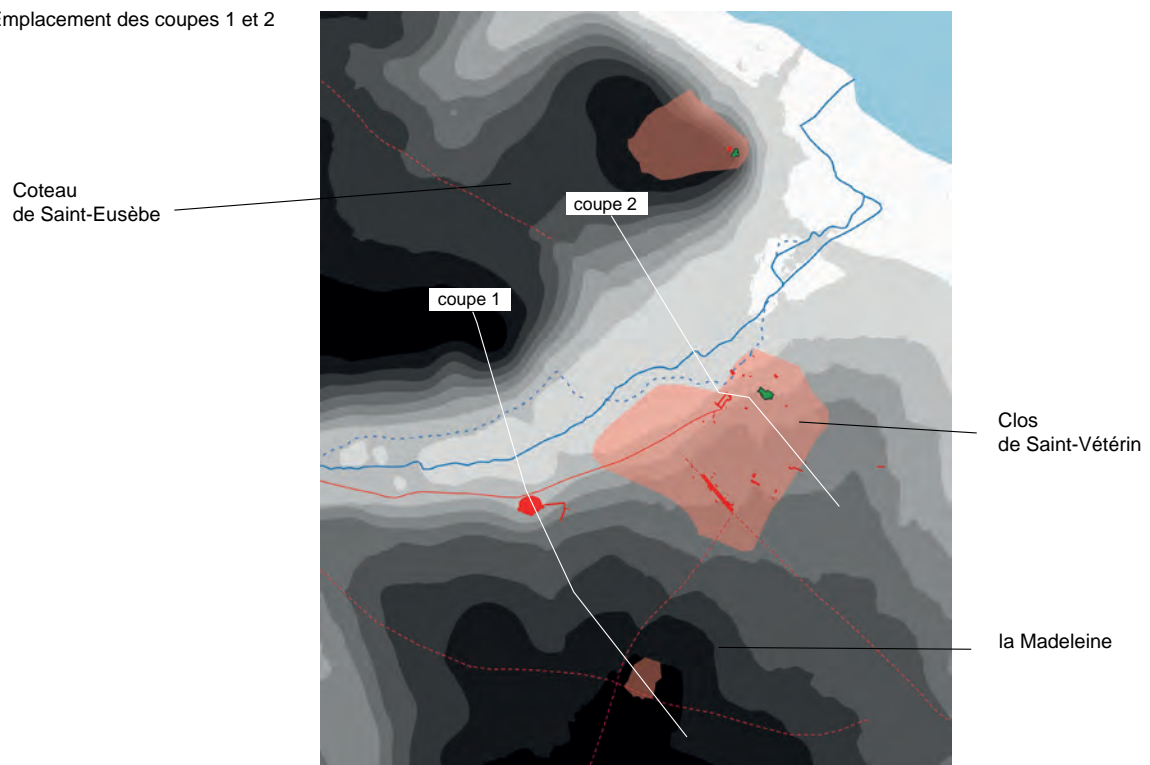 Emplacement des coupes 1 et 2
Coteau
de Saint-Eusèbe
coupe 2
coupe 1
Clos
de Saint-Vétérin
la Madeleine